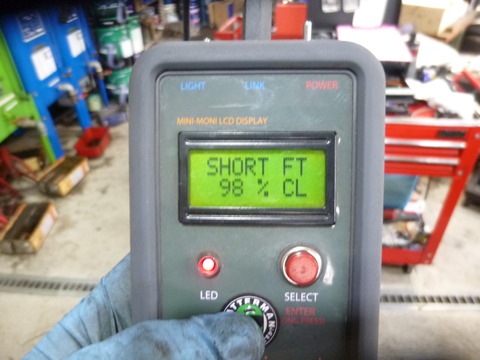 LIGHT LINK POWER
MINI-MONI LCD DISPLAY
SHORT FT
98 % CL
LED SELECT
ENTER